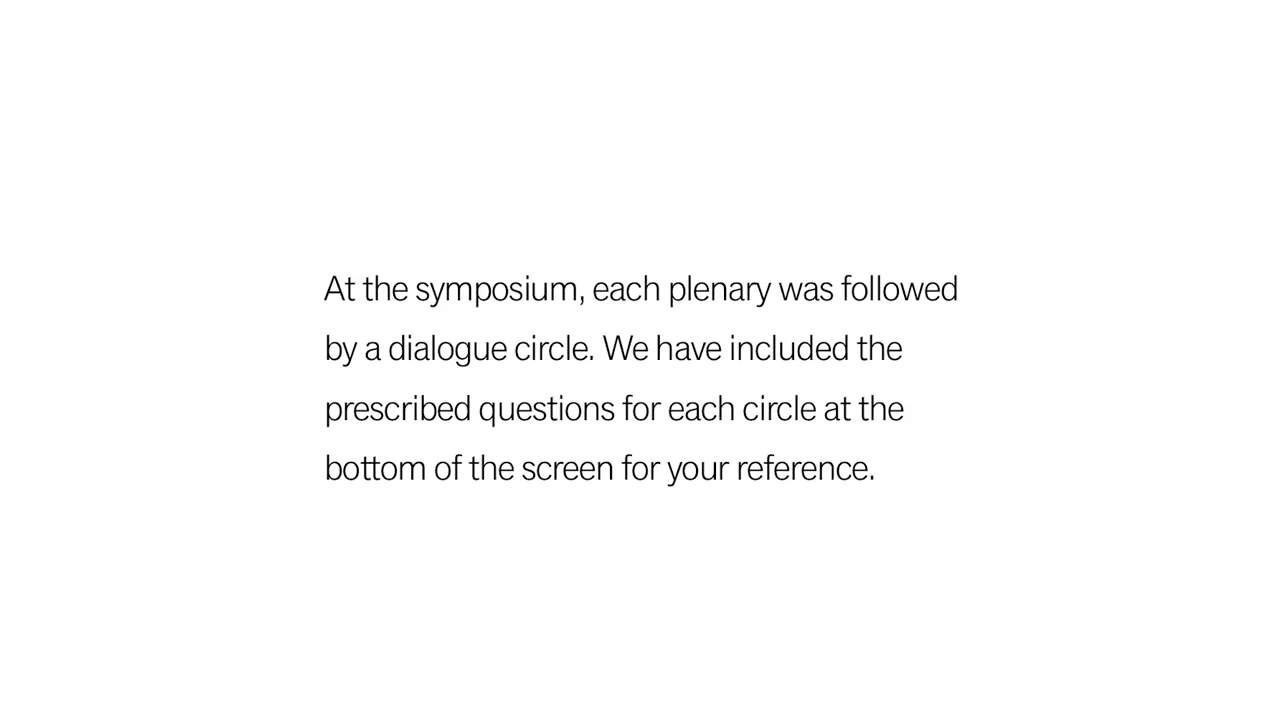 At the symposium, each plenary was followed
by a dialogue circle. We have included the
prescribed questions for each circle at the
bottom of the screen for your reference.